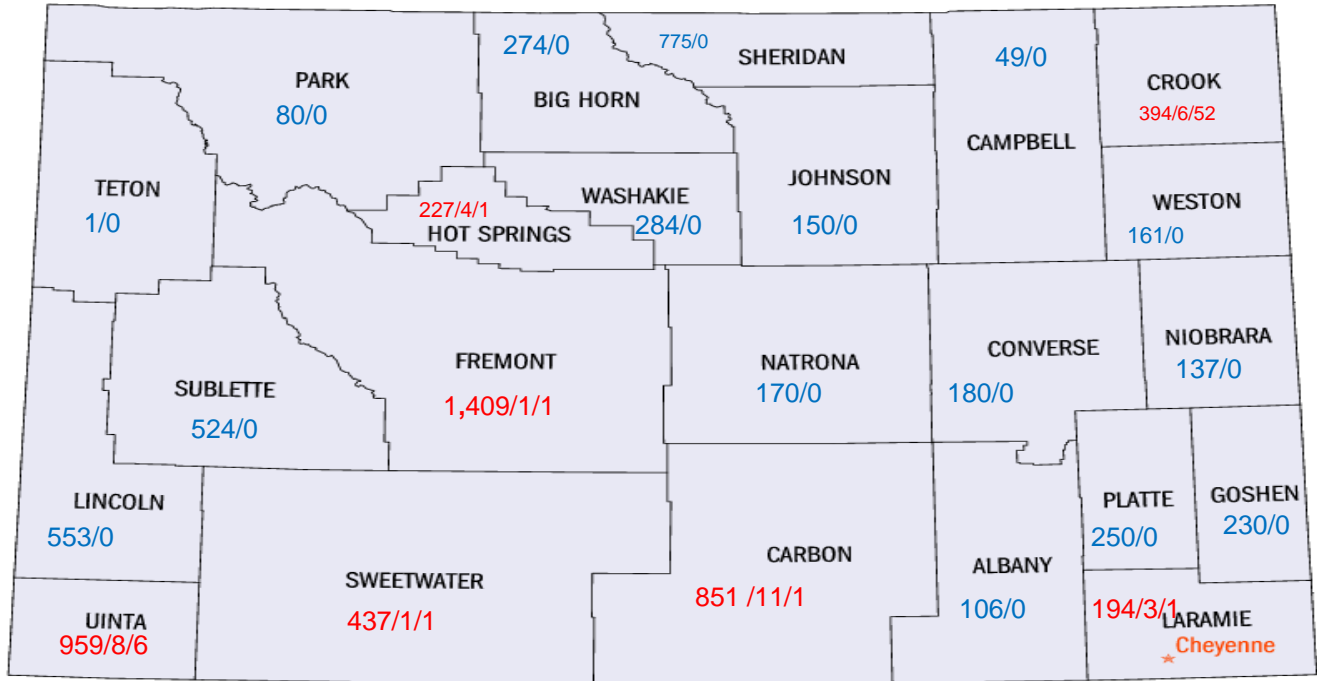 274/0
775/0
SHERIDAN
49/0
PARK
80/0
BIG HORN
CROOK
394/6/52
CAMPBELL
TETON
1/0
227/4/1
HOT SPRINGS
WASHAKIE
284/0
JOHNSON
150/0
WESTON
161/0
SUBLETTE
524/0
FREMONT
1,409/1/1
NATRONA
170/0
CONVERSE
180/0
NIOBRARA
137/0
LINCOLN
553/0
PLATTE
250/0
GOSHEN
230/0
UINTA
959/8/6
SWEETWATER
437/1/1
CARBON
851 /11/1
ALBANY
106/0
194/3/1
LARAMIE
Cheyenne